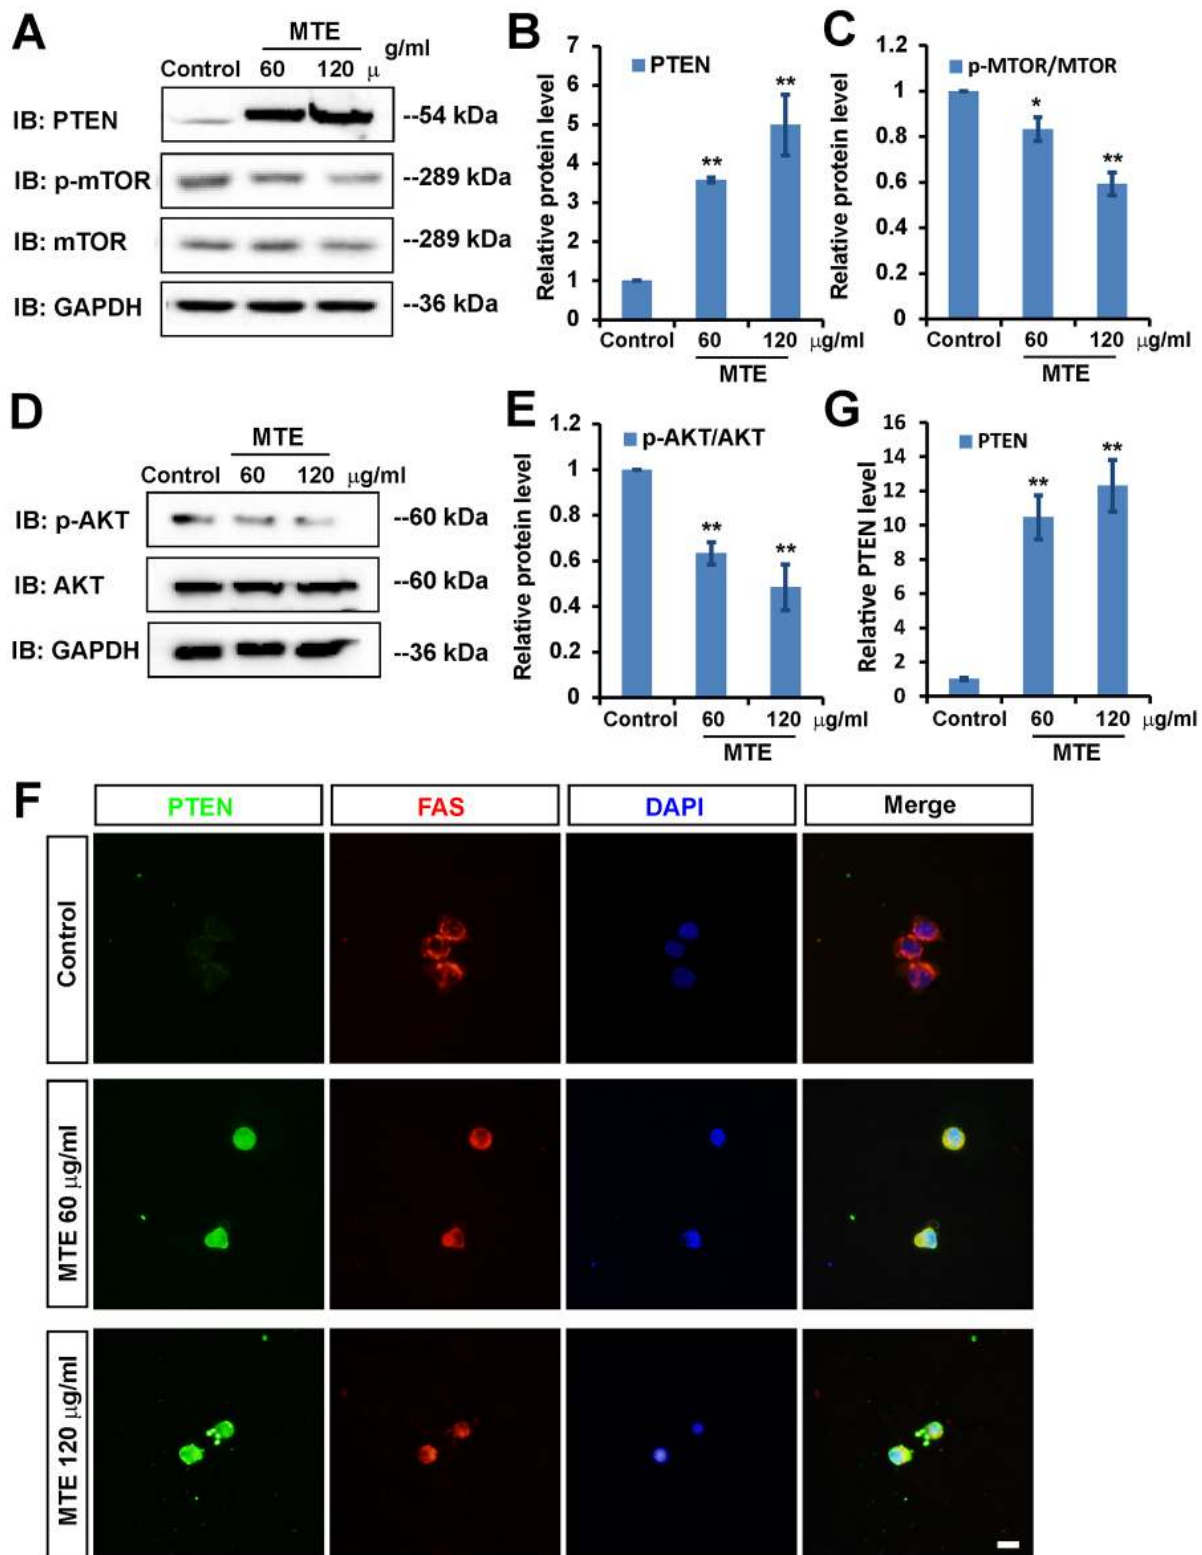 A
MTE
g/ml
Control 60 120 μ
IB: PTEN --54 kDa
IB: p-mTOR --289 kDa
IB: mTOR --289 kDa
IB: GAPDH --36 kDa
B
PTEN
Relative protein level
7
6
5
4
3
2
1
0
**
**
Control 60 120 μg/ml
MTE
C
p-MTOR/MTOR
Relative protein level
1.2
1
0.8
0.6
0.4
0.2
0
*
**
Control 60 120 μg/ml
MTE
D
MTE
Control 60 120 μg/ml
IB: p-AKT --60 kDa
IB: AKT --60 kDa
IB: GAPDH --36 kDa
E
p-AKT/AKT
Relative protein level
1.2
1
0.8
0.6
0.4
0.2
0
**
**
Control 60 120 μg/ml
MTE
G
PTEN
Relative PTEN level
16
14
12
10
8
6
4
2
0
**
**
Control 60 120 μg/ml
MTE
F
PTEN FAS DAPI Merge
Control
MTE 60 μg/ml
MTE 120 μg/ml